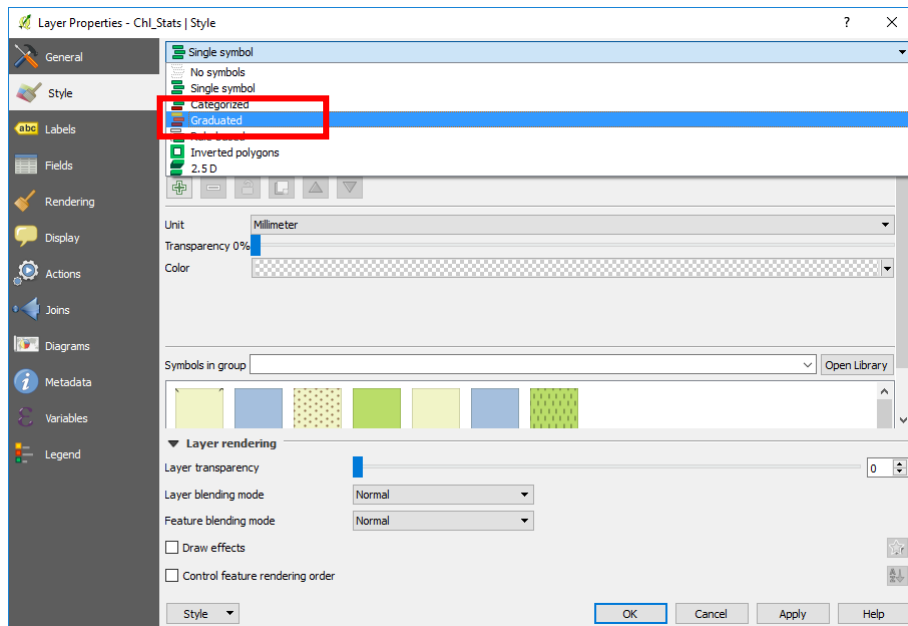 Layer Properties - Chl_Stats | Style
?
General
Style
abc Labels
Fields
Rendering
Display
Actions
Joins
Diagrams
Metadata
Variables
Legend
Single symbol
No symbols
Single symbol
Categorized
Graduated
Rule-based
Inverted polygons
2.5 D
Unit Millimeter
Transparency 0%
Color
Symbols in group Open Library
Layer rendering
Layer transparency 0
Layer blending mode Normal
Feature blending mode Normal
Draw effects
Control feature rendering order
Style OK Cancel Apply Help